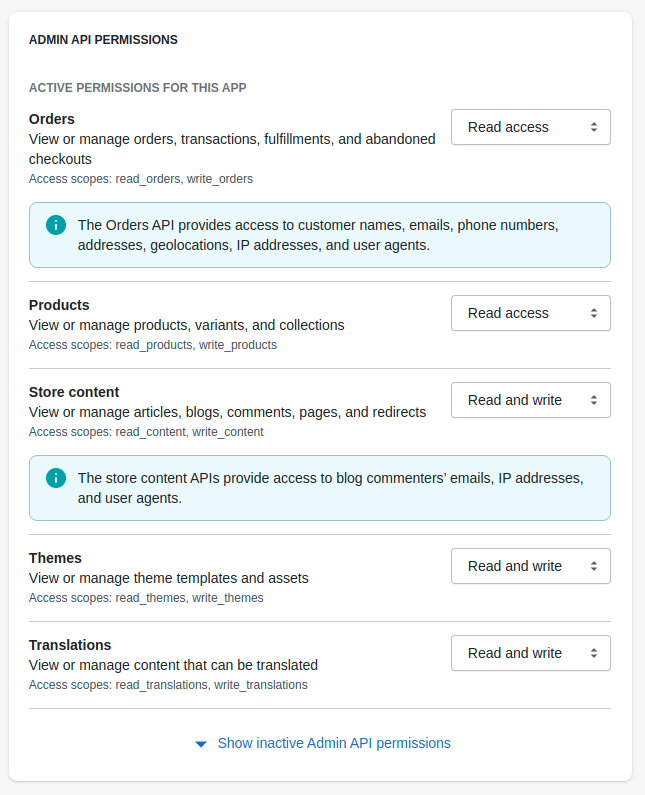 ADMIN API PERMISSIONS
ACTIVE PERMISSIONS FOR THIS APP
Orders
View or manage orders, transactions, fulfillments, and abandoned
checkouts
Access scopes: read_orders, write_orders
Read access
The Orders API provides access to customer names, emails, phone numbers,
addresses, geolocations, IP addresses, and user agents.
Products
View or manage products, variants, and collections
Access scopes: read_products, write_products
Read access
Store content
View or manage articles, blogs, comments, pages, and redirects
Access scopes: read_content, write_content
Read and write
The store content APIs provide access to blog commenters’ emails, IP addresses,
and user agents.
Themes
View or manage theme templates and assets
Access scopes: read_themes, write_themes
Read and write
Translations
View or manage content that can be translated
Access scopes: read_translations, write_translations
Read and write
Show inactive Admin API permissions